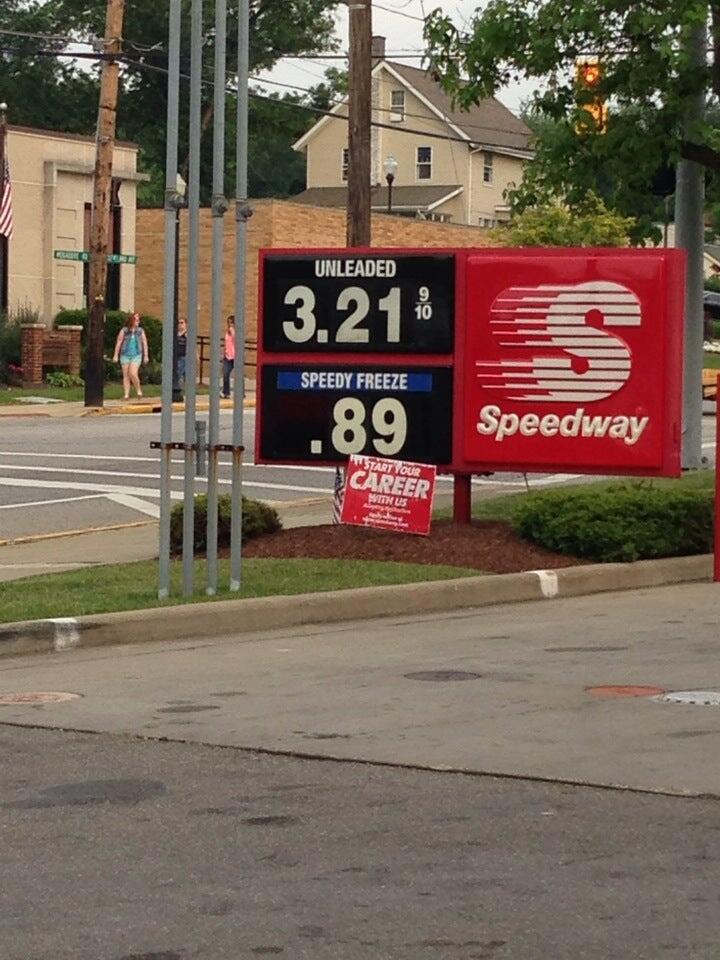 UNLEADED
3.21 9/10
SPEEDY FREEZE
.89
S
Speedway
START YOUR
CAREER
WITH US